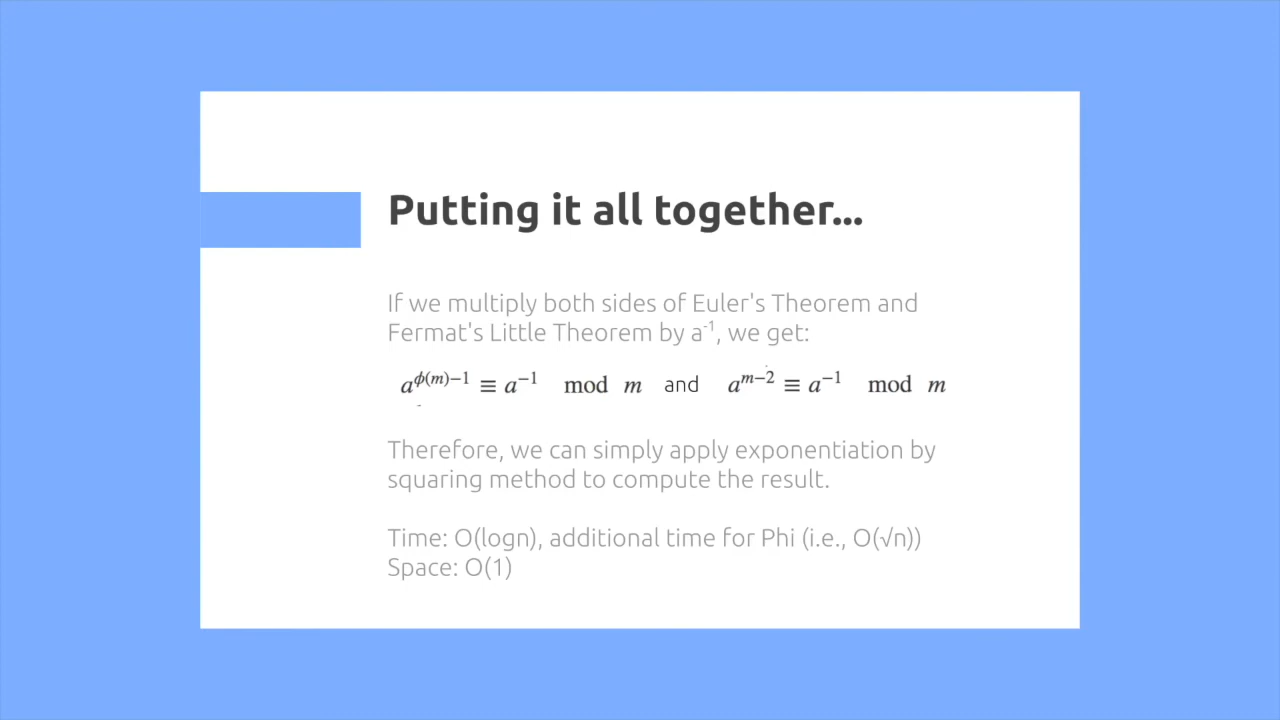 Putting it all together...
If we multiply both sides of Euler's Theorem and
Fermat's Little Theorem by a⁻¹, we get:
a^{ϕ(m)−1} ≡ a^{−1} mod m and a^{m−2} ≡ a^{−1} mod m
Therefore, we can simply apply exponentiation by
squaring method to compute the result.
Time: O(logn), additional time for Phi (i.e., O(√n))
Space: O(1)